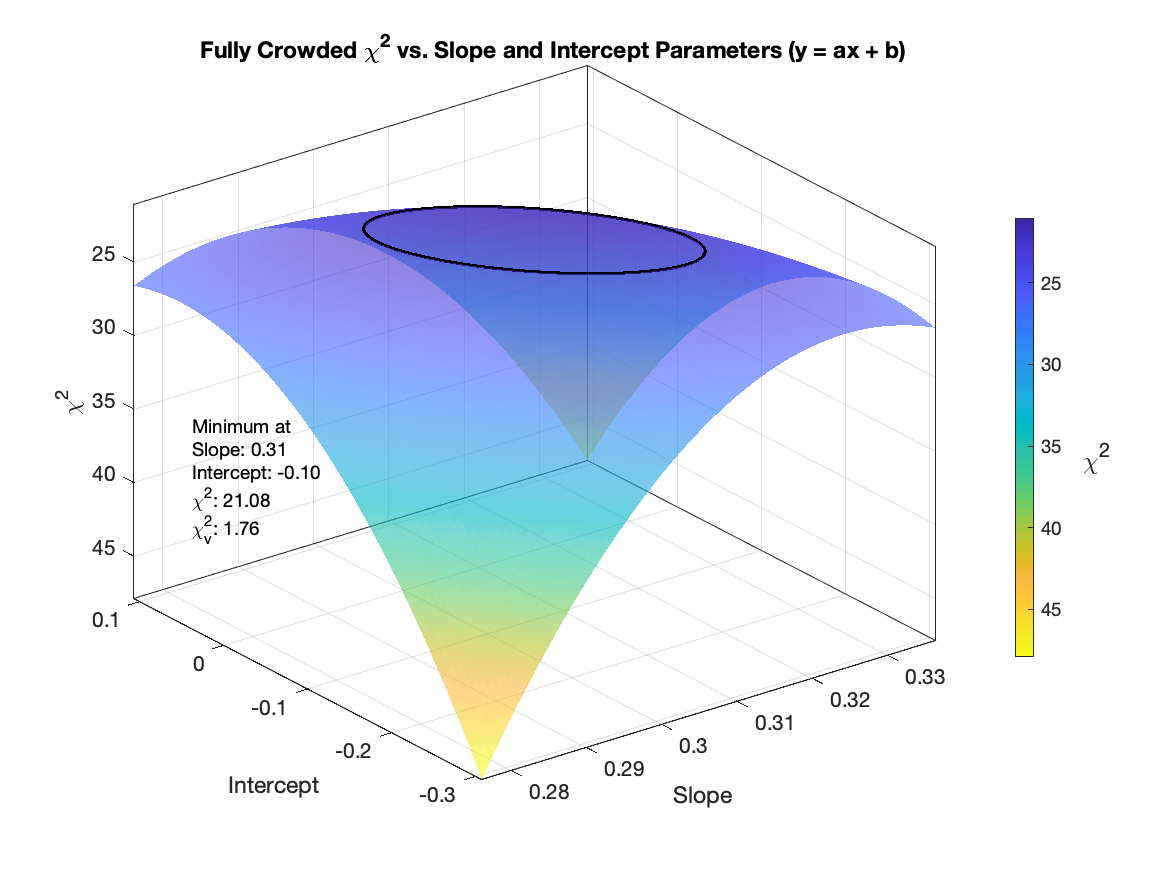 Fully Crowded χ² vs. Slope and Intercept Parameters (y = ax + b)
25
30
35
40
45
χ²
Minimum at
Slope: 0.31
Intercept: -0.10
χ²: 21.08
χ²ᵥ: 1.76
0.1
0
-0.1
-0.2
-0.3
Intercept
0.28
0.29
0.3
0.31
0.32
0.33
Slope
25
30
35
40
45
χ²